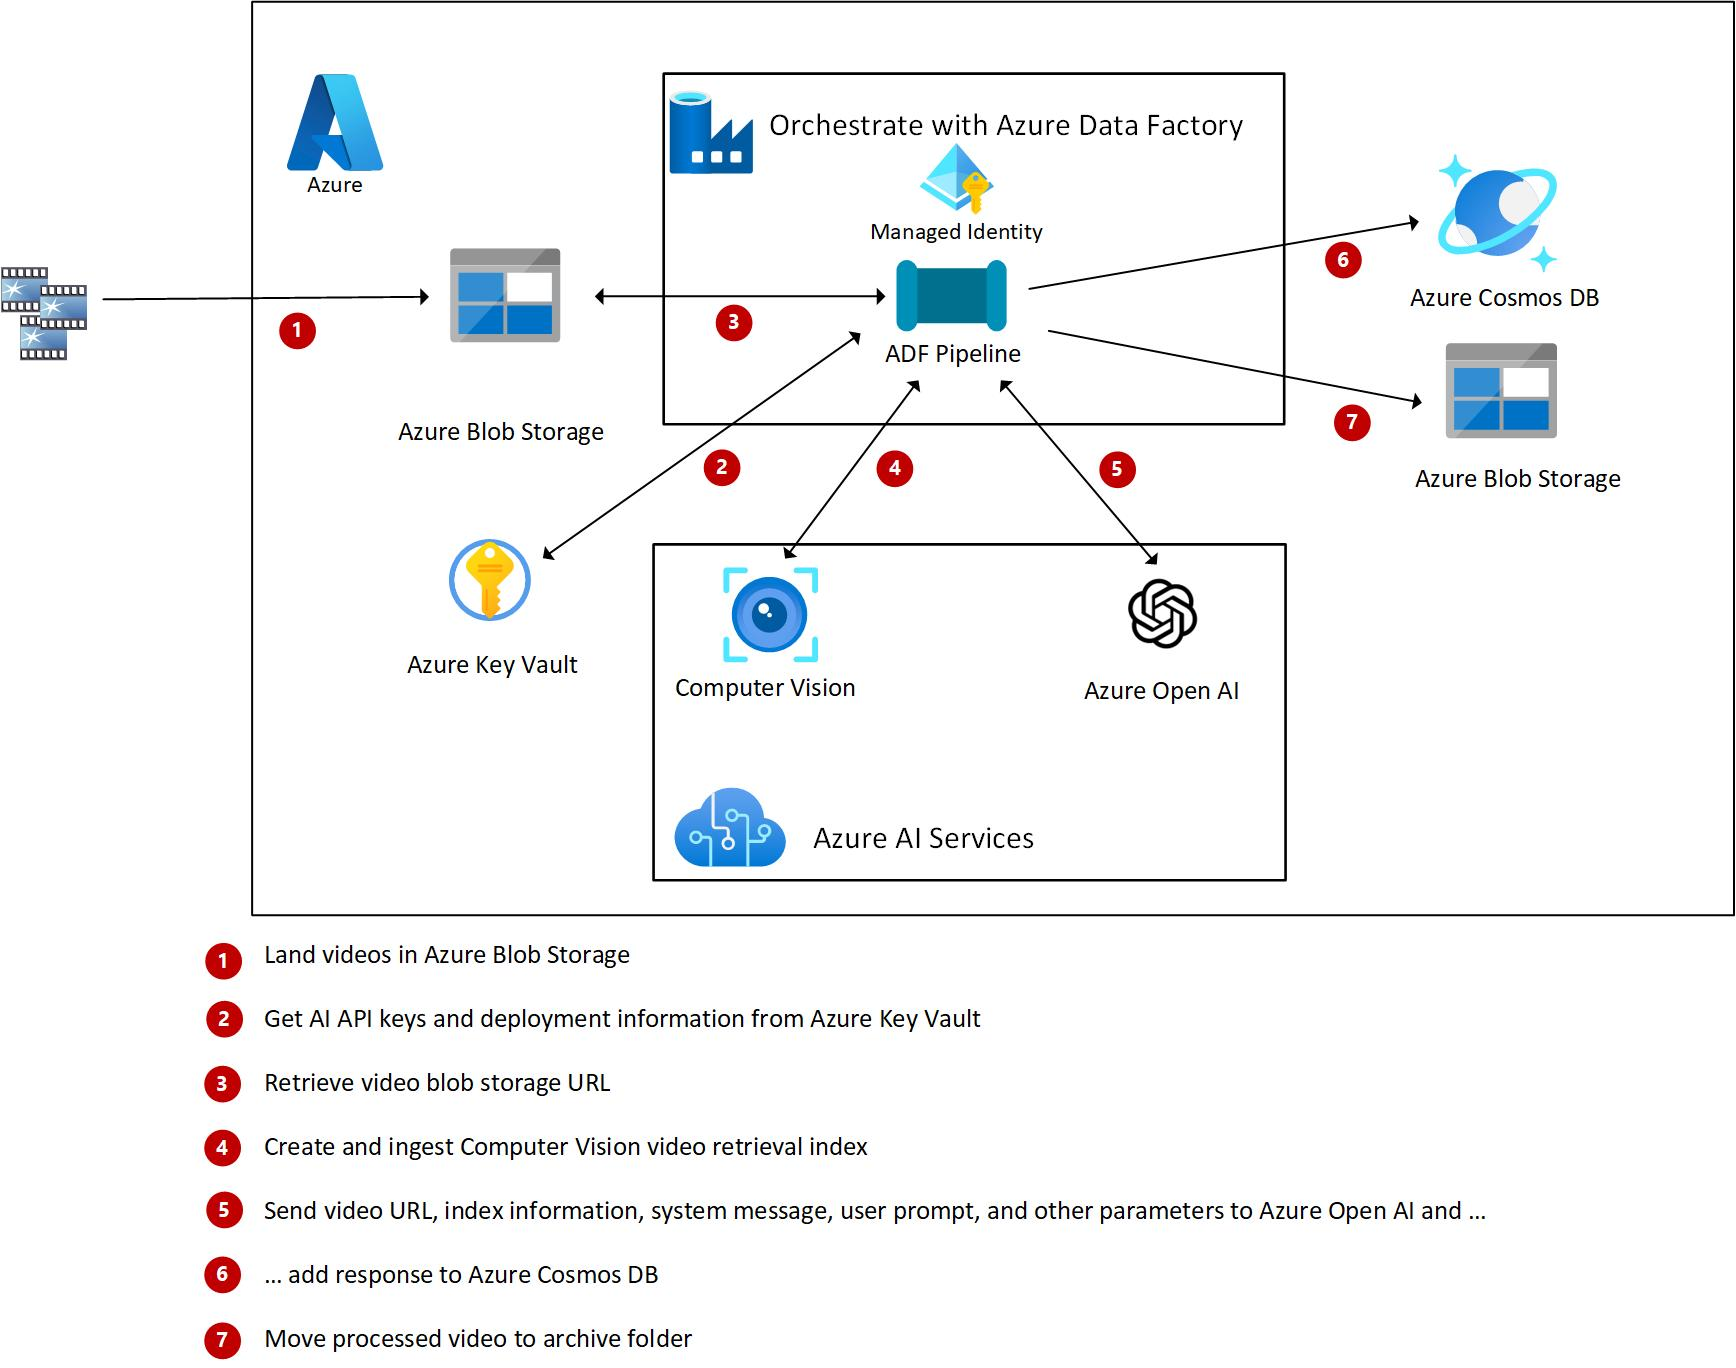 Azure
Orchestrate with Azure Data Factory
Managed Identity
ADF Pipeline
Azure Blob Storage
Azure Cosmos DB
Azure Blob Storage
1
3
6
7
2
4
5
Azure Key Vault
Computer Vision
Azure Open AI
Azure AI Services
1 Land videos in Azure Blob Storage
2 Get AI API keys and deployment information from Azure Key Vault
3 Retrieve video blob storage URL
4 Create and ingest Computer Vision video retrieval index
5 Send video URL, index information, system message, user prompt, and other parameters to Azure Open AI and ...
6 ... add response to Azure Cosmos DB
7 Move processed video to archive folder